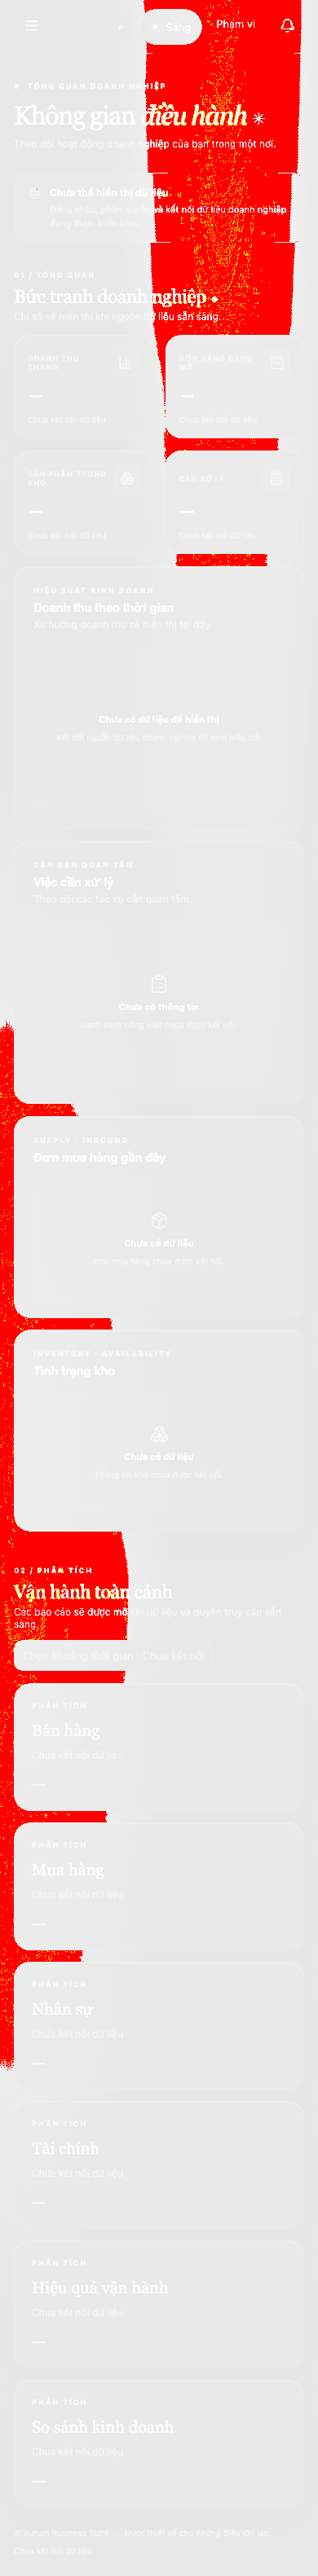 Sáng
Phạm vi
TỔNG QUAN DOANH NGHIỆP
Không gian điều hành
Theo dõi hoạt động doanh nghiệp của bạn trong một nơi.
Chưa thể hiển thị dữ liệu
Đăng nhập, phân quyền và kết nối dữ liệu doanh nghiệp
đang được triển khai.
01 / TỔNG QUAN
Bức tranh doanh nghiệp
Chỉ số sẽ hiển thị khi nguồn dữ liệu sẵn sàng.
DOANH THU
THÁNG
—
Chưa kết nối dữ liệu
ĐƠN HÀNG ĐANG
MỞ
—
Chưa kết nối dữ liệu
SẢN PHẨM TRONG
KHO
—
Chưa kết nối dữ liệu
CẦN XỬ LÝ
—
Chưa kết nối dữ liệu
HIỆU SUẤT KINH DOANH
Doanh thu theo thời gian
Xu hướng doanh thu sẽ hiển thị tại đây.
Chưa có dữ liệu để hiển thị
Kết nối nguồn dữ liệu doanh nghiệp để xem biểu đồ.
CẦN BẠN QUAN TÂM
Việc cần xử lý
Theo dõi các tác vụ cần quan tâm.
Chưa có thông tin
Danh sách công việc chưa được kết nối.
SUPPLY · INBOUND
Đơn mua hàng gần đây
Chưa có dữ liệu
Đơn mua hàng chưa được kết nối.
INVENTORY · AVAILABILITY
Tình trạng kho
Chưa có dữ liệu
Thông tin kho chưa được kết nối.
02 / PHÂN TÍCH
Vận hành toàn cảnh
Các báo cáo sẽ được mở khi dữ liệu và quyền truy cập sẵn
sàng.
Chọn khoảng thời gian · Chưa kết nối
PHÂN TÍCH
Bán hàng
Chưa kết nối dữ liệu
—
PHÂN TÍCH
Mua hàng
Chưa kết nối dữ liệu
—
PHÂN TÍCH
Nhân sự
Chưa kết nối dữ liệu
—
PHÂN TÍCH
Tài chính
Chưa kết nối dữ liệu
—
PHÂN TÍCH
Hiệu quả vận hành
Chưa kết nối dữ liệu
—
PHÂN TÍCH
So sánh kinh doanh
Chưa kết nối dữ liệu
—
© Aurum Business Suite · Được thiết kế cho những điều lớn lao.
Chưa kết nối dữ liệu